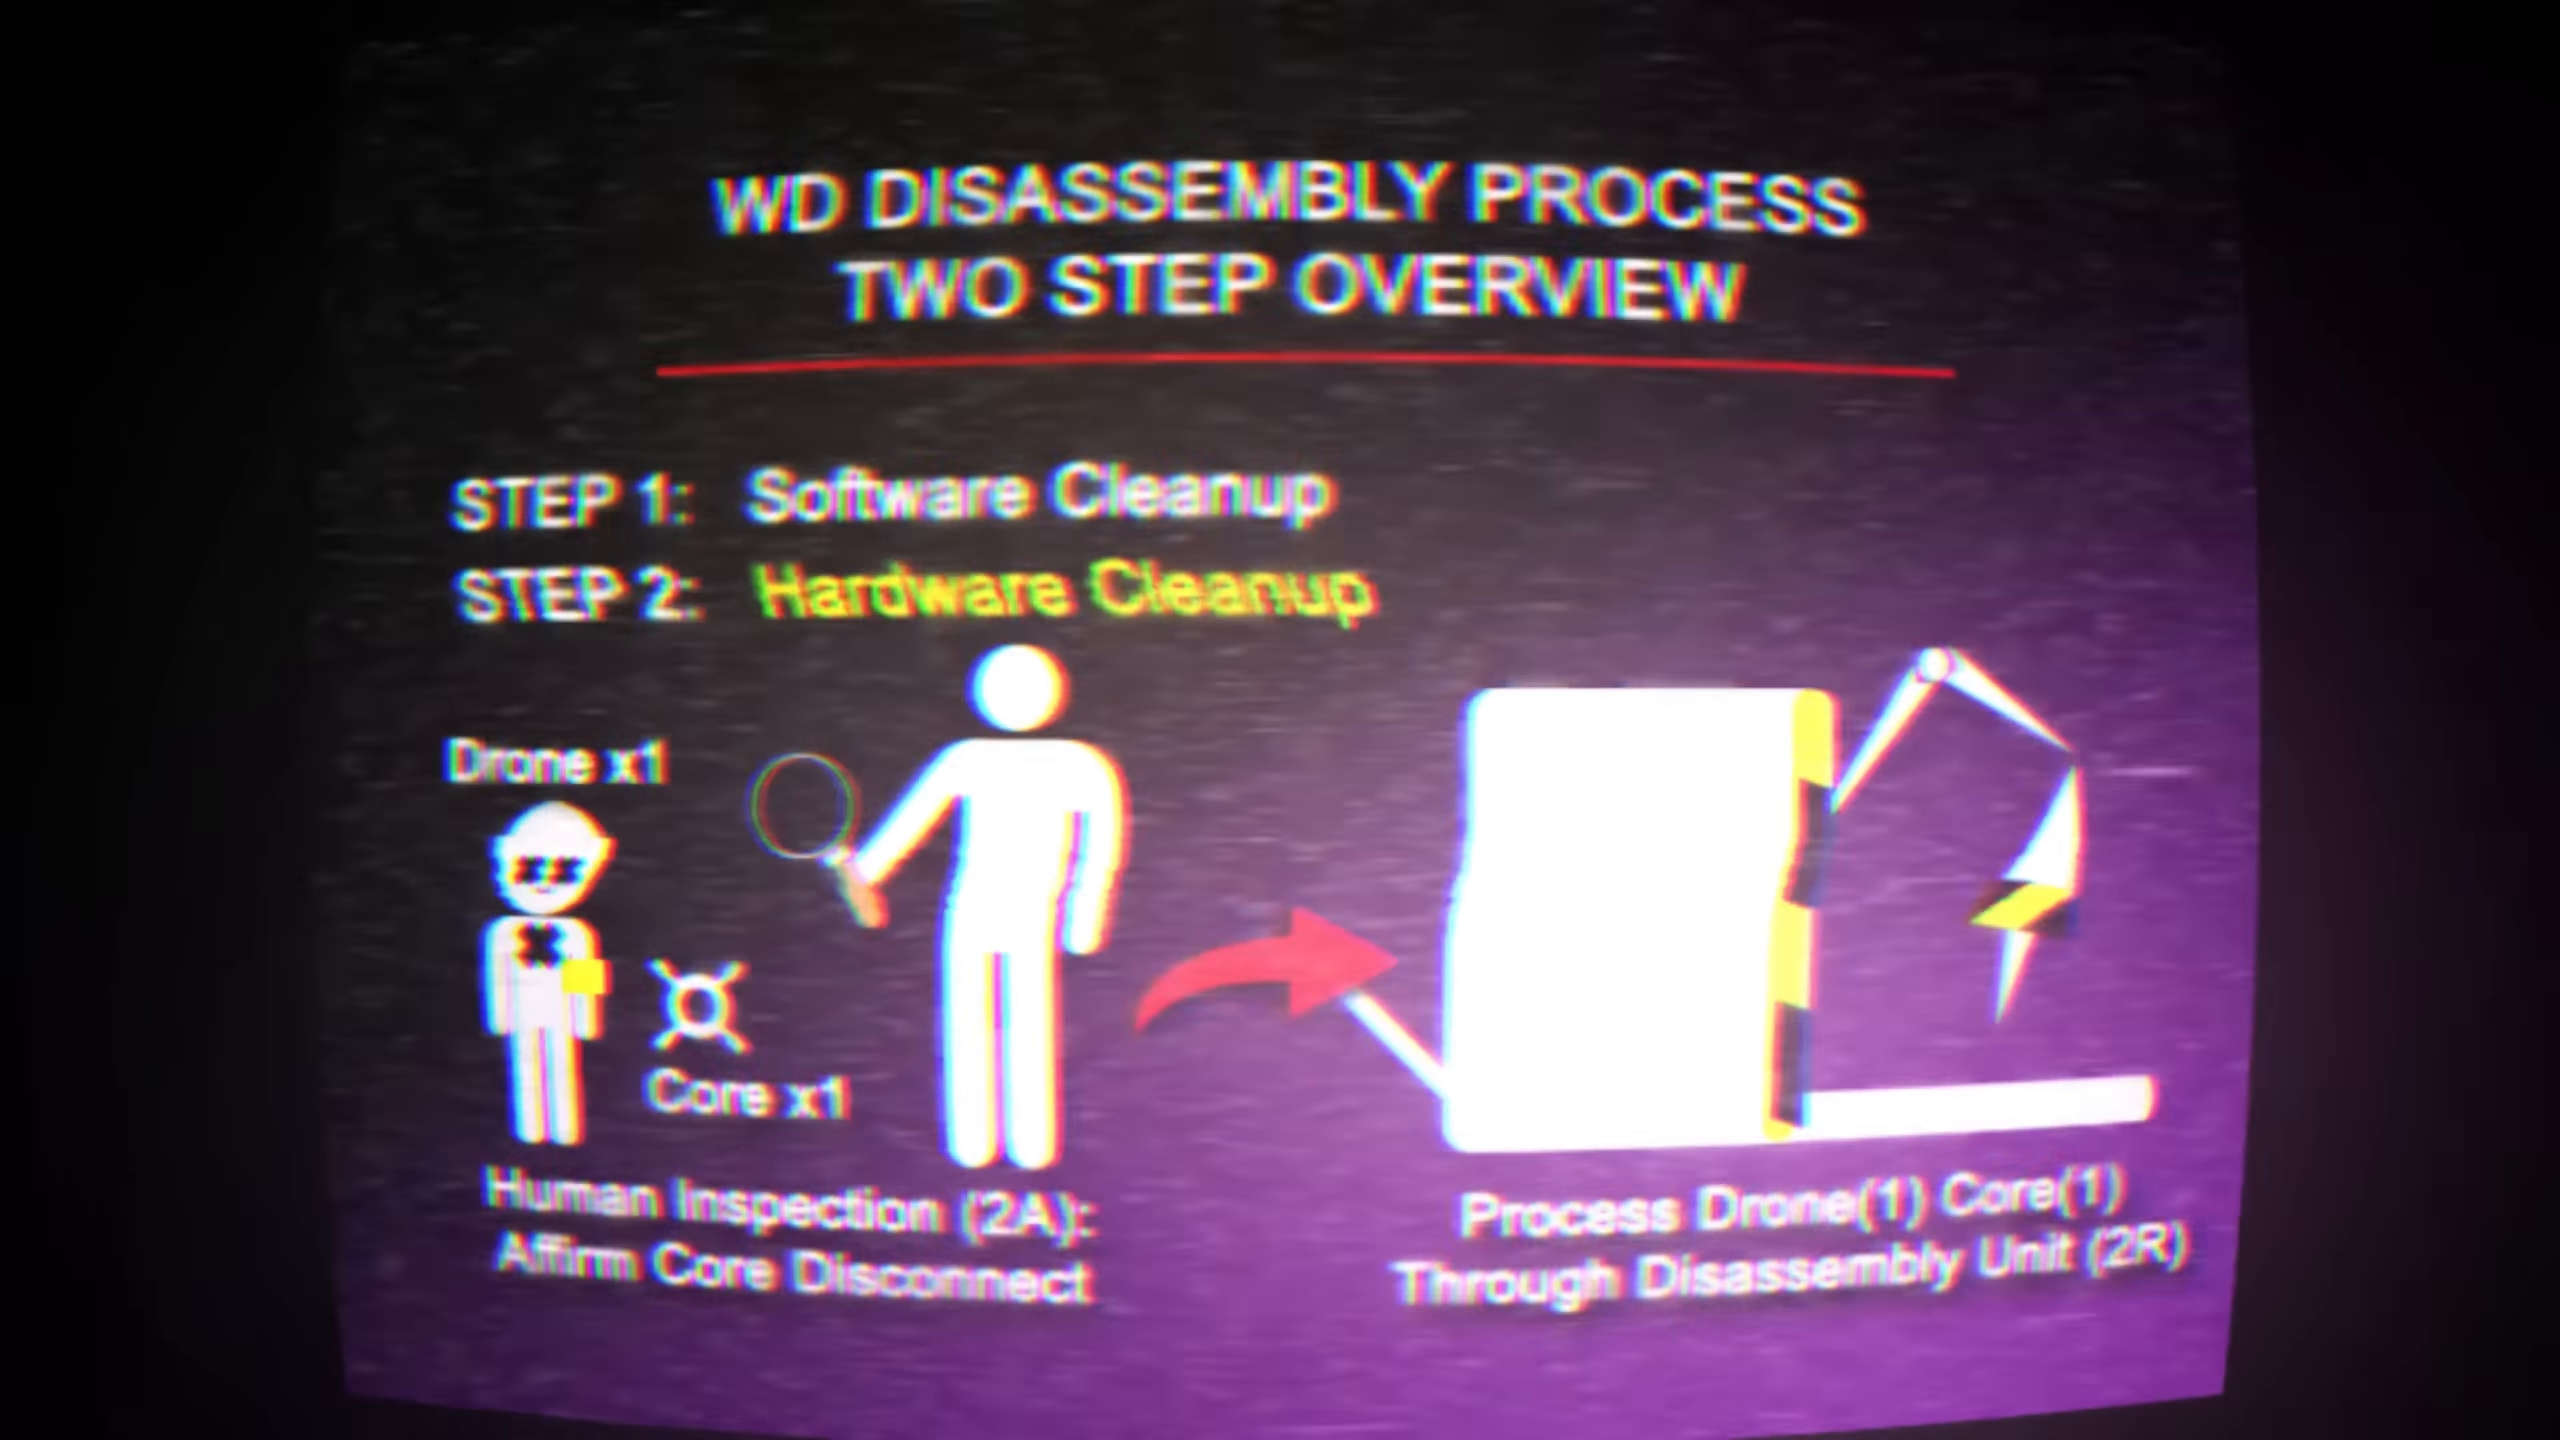 WD DISASSEMBLY PROCESS
TWO STEP OVERVIEW
STEP 1: Software Cleanup
STEP 2: Hardware Cleanup
Drone x1
Core x1
Human Inspection (2A):
Affirm Core Disconnect
Process Drone(1) Core(1)
Through Disassembly Unit (2R)